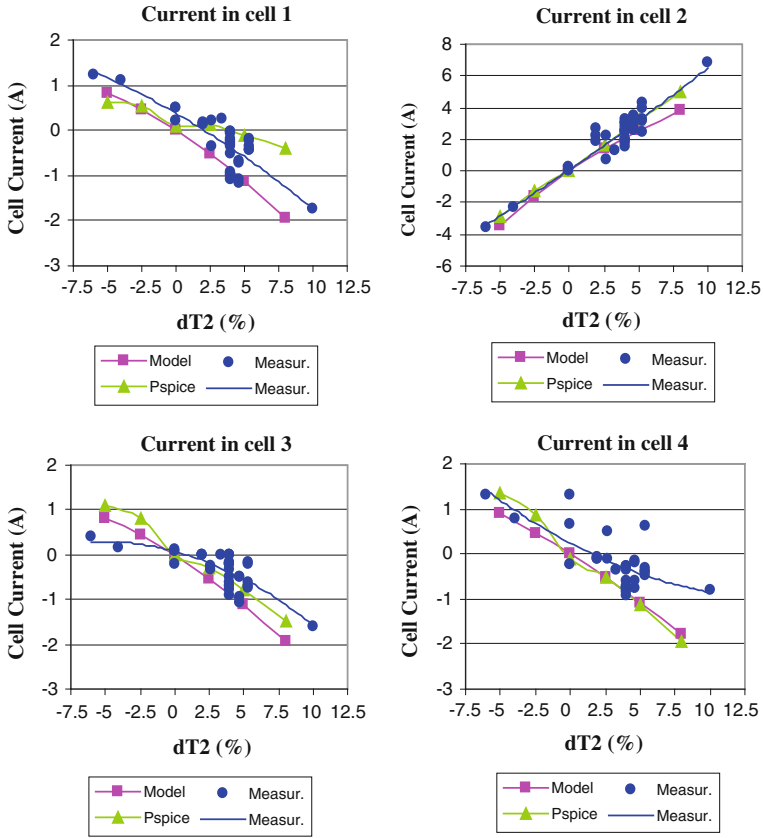 Current in cell 1
Cell Current (A)
2
1
0
-1
-2
-3
-7.5 -5 -2.5 0 2.5 5 7.5 10 12.5
dT2 (%)
Model Measur.
Pspice Measur.
Current in cell 2
Cell Current (A)
8
6
4
2
0
-2
-4
-6
-7.5 -5 -2.5 0 2.5 5 7.5 10 12.5
dT2 (%)
Model Measur.
Pspice Measur.
Current in cell 3
Cell Current (A)
2
1
0
-1
-2
-3
-7.5 -5 -2.5 0 2.5 5 7.5 10 12.5
dT2 (%)
Model Measur.
Pspice Measur.
Current in cell 4
Cell Current (A)
2
1
0
-1
-2
-3
-7.5 -5 -2.5 0 2.5 5 7.5 10 12.5
dT2 (%)
Model Measur.
Pspice Measur.